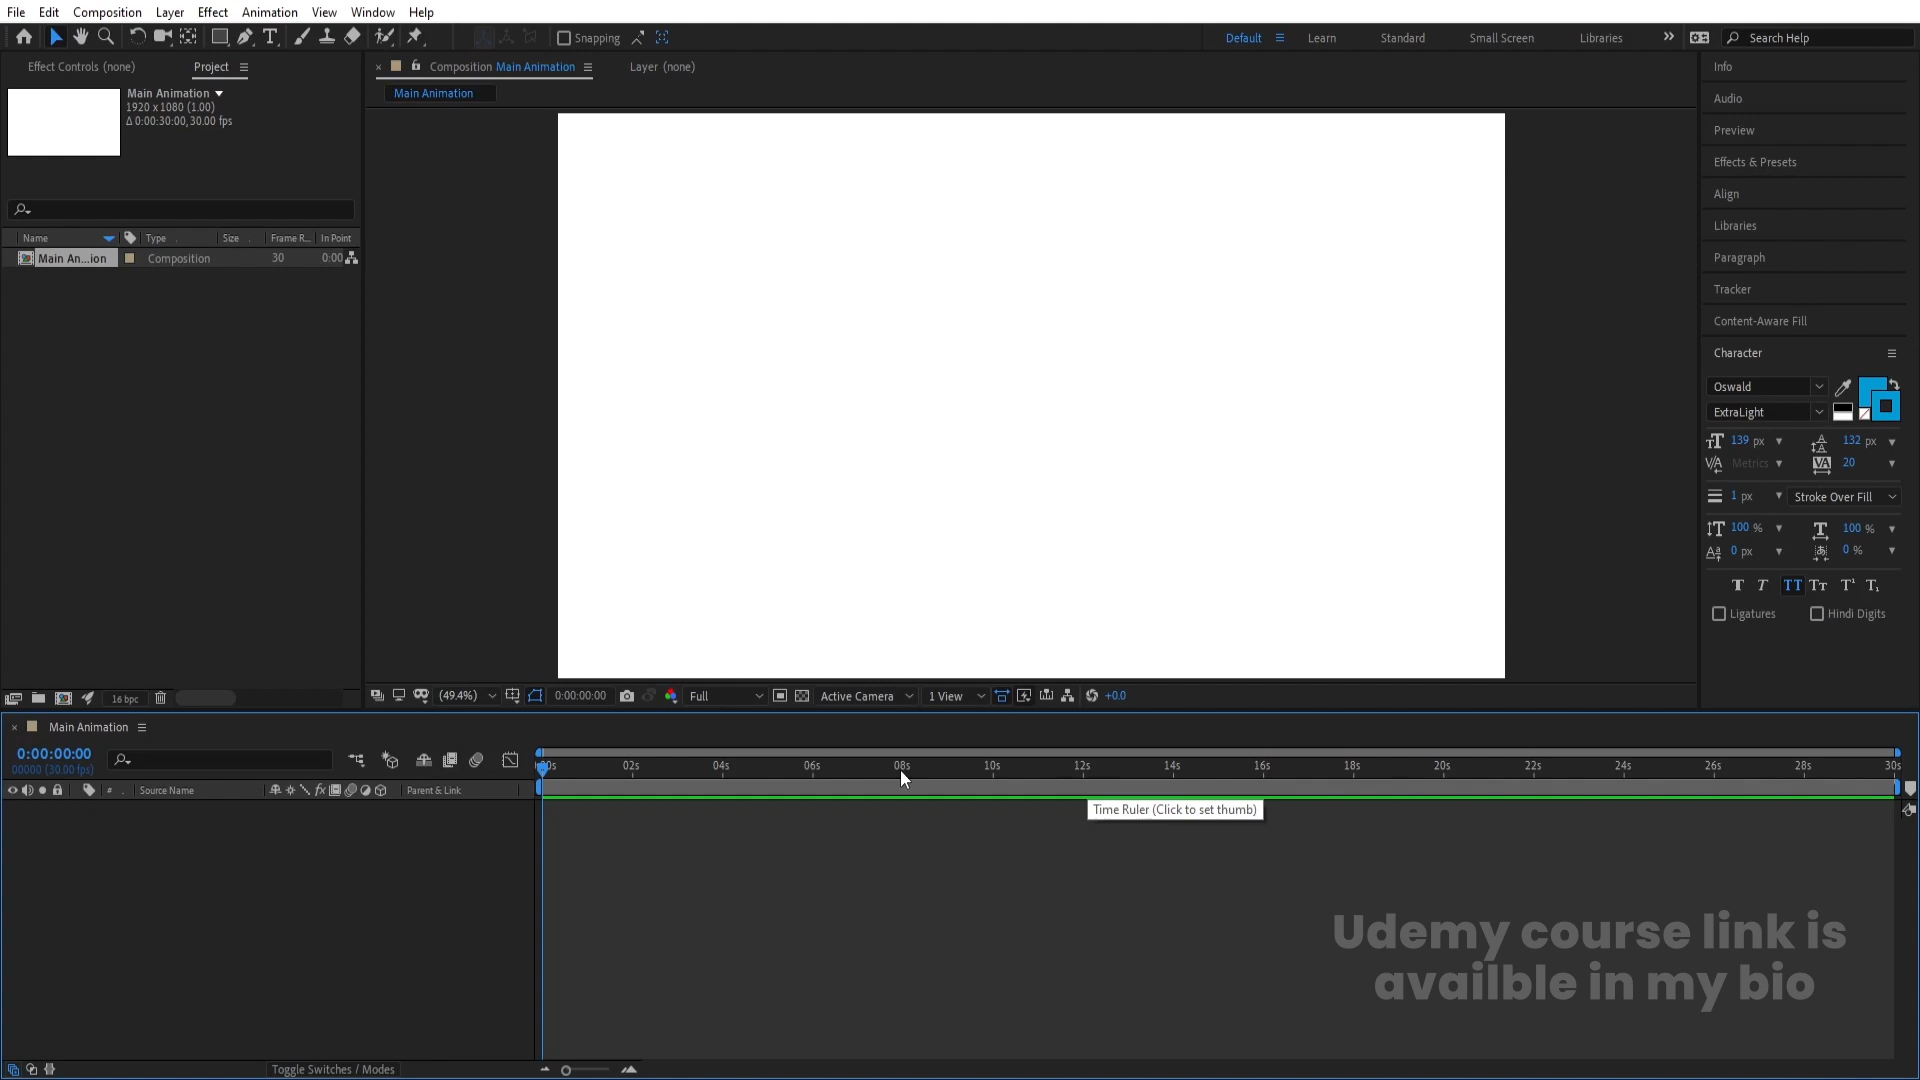 File Edit Composition Layer Effect Animation View Window Help
Snapping Default Learn Standard Small Screen Libraries Search Help
Effect Controls (none) Project
Main Animation
1920 x 1080 (1.00)
Δ 0:00:30:00, 30.00 fps
Name Type Size Frame R... In Point
Main An...ion Composition 30 0:00
16 bpc
Composition Main Animation Layer (none)
Main Animation
(49.4%) 0:00:00:00 Full Active Camera 1 View +0.0
Info
Audio
Preview
Effects & Presets
Align
Libraries
Paragraph
Tracker
Content-Aware Fill
Character
Oswald
ExtraLight
139 px 132 px
Metrics 20
1 px Stroke Over Fill
100 % 100 %
0 px 0 %
Ligatures Hindi Digits
Main Animation
0:00:00:00
00000 (30.00 fps)
# Source Name Parent & Link
00s 02s 04s 06s 08s 10s 12s 14s 16s 18s 20s 22s 24s 26s 28s 30s
Time Ruler (Click to set thumb)
Udemy course link is
availble in my bio
Toggle Switches / Modes